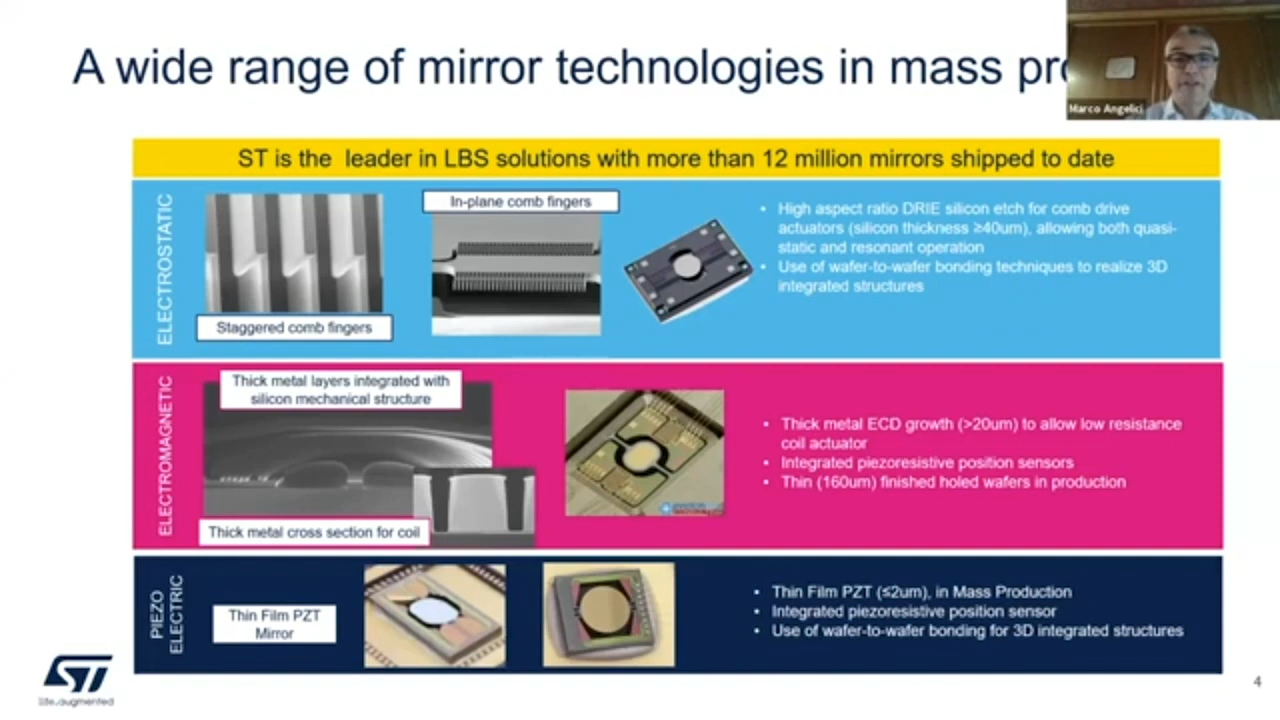 A wide range of mirror technologies in mass pro
Marco Angelici
ST is the leader in LBS solutions with more than 12 million mirrors shipped to date
ELECTROSTATIC
Staggered comb fingers
In-plane comb fingers
• High aspect ratio DRIE silicon etch for comb drive
actuators (silicon thickness ≥40um), allowing both quasi-
static and resonant operation
• Use of wafer-to-wafer bonding techniques to realize 3D
integrated structures
ELECTROMAGNETIC
Thick metal layers integrated with
silicon mechanical structure
Thick metal cross section for coil
• Thick metal ECD growth (>20um) to allow low resistance
coil actuator
• Integrated piezoresistive position sensors
• Thin (160um) finished holed wafers in production
PIEZO
ELECTRIC
Thin Film PZT
Mirror
• Thin Film PZT (≤2um), in Mass Production
• Integrated piezoresistive position sensor
• Use of wafer-to-wafer bonding for 3D integrated structures
ST
life.augmented
4